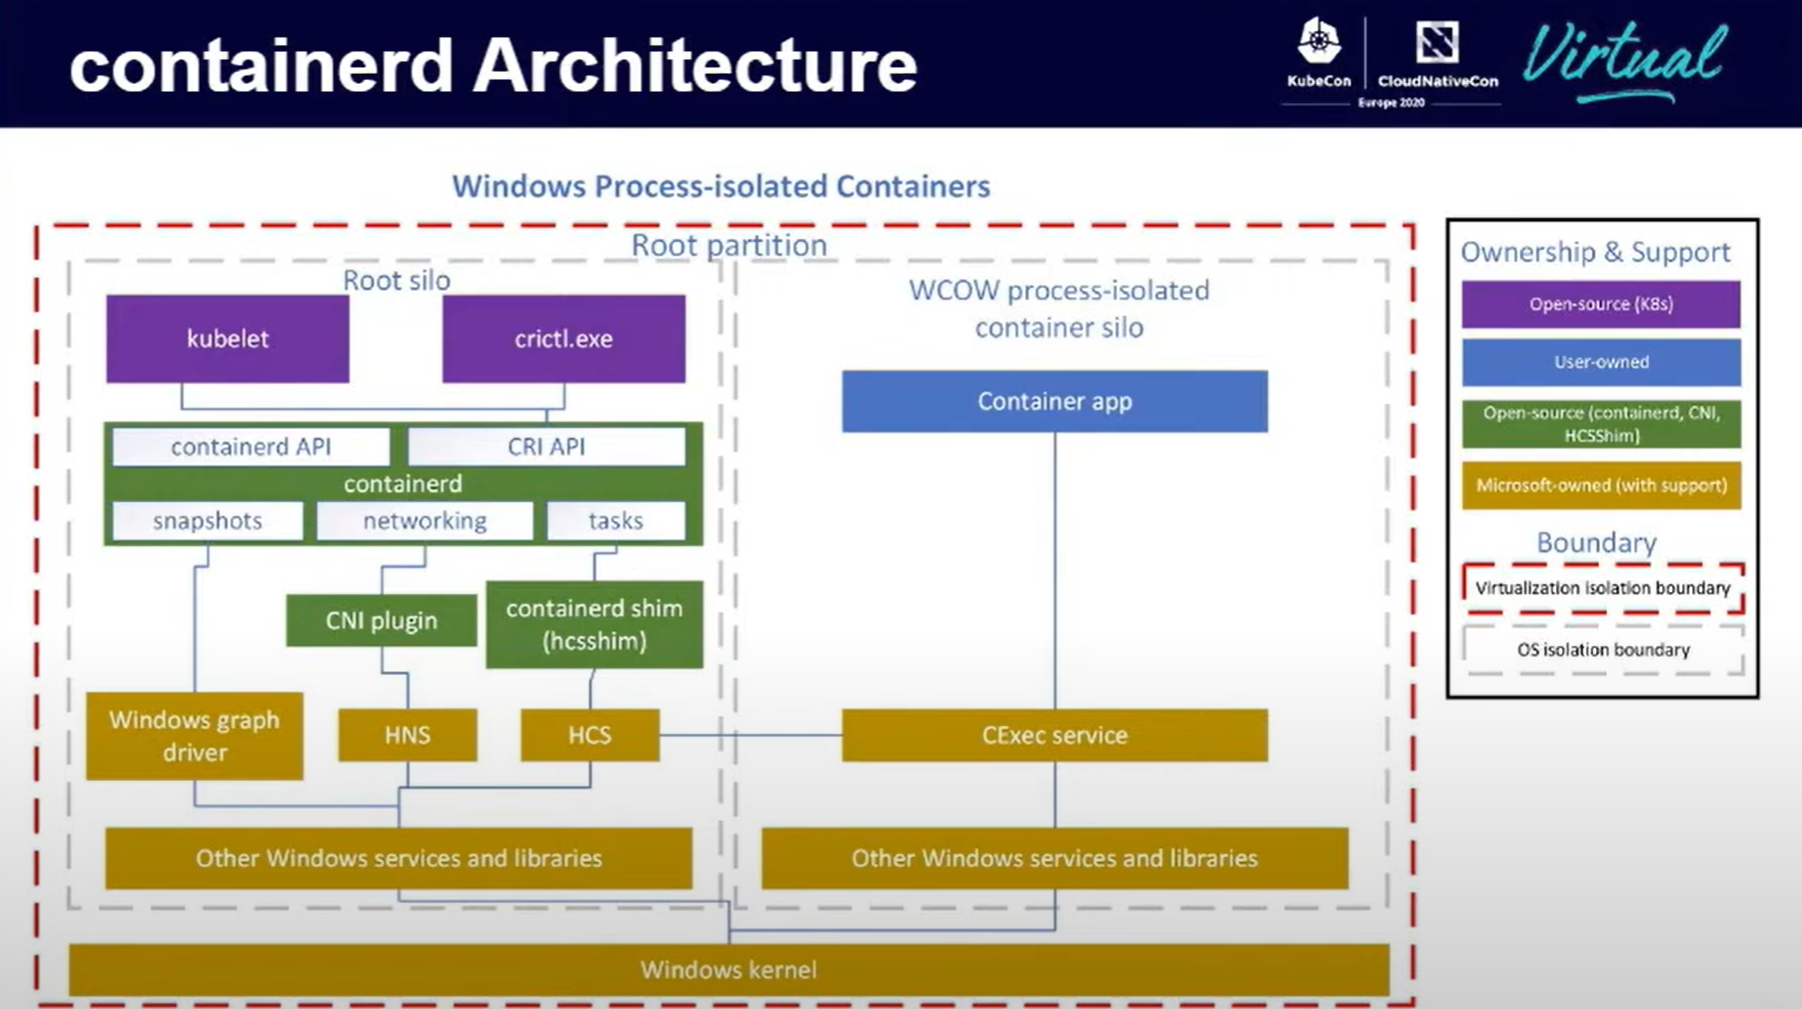 containerd Architecture
KubeCon
CloudNativeCon
Europe 2020
Virtual
Windows Process-isolated Containers
Root partition
Root silo
kubelet
crictl.exe
containerd API
CRI API
containerd
snapshots
networking
tasks
CNI plugin
containerd shim
(hcsshim)
Windows graph
driver
HNS
HCS
Other Windows services and libraries
WCOW process-isolated
container silo
Container app
CExec service
Other Windows services and libraries
Windows kernel
Ownership & Support
Open-source (K8s)
User-owned
Open-source (containerd, CNI,
HCSShim)
Microsoft-owned (with support)
Boundary
Virtualization isolation boundary
OS isolation boundary